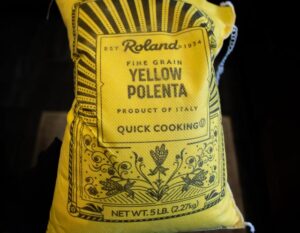 EST Roland 1934
FINE GRAIN
YELLOW
POLENTA
PRODUCT OF ITALY
QUICK COOKING
NET WT. 5 LB. (2.27kg)